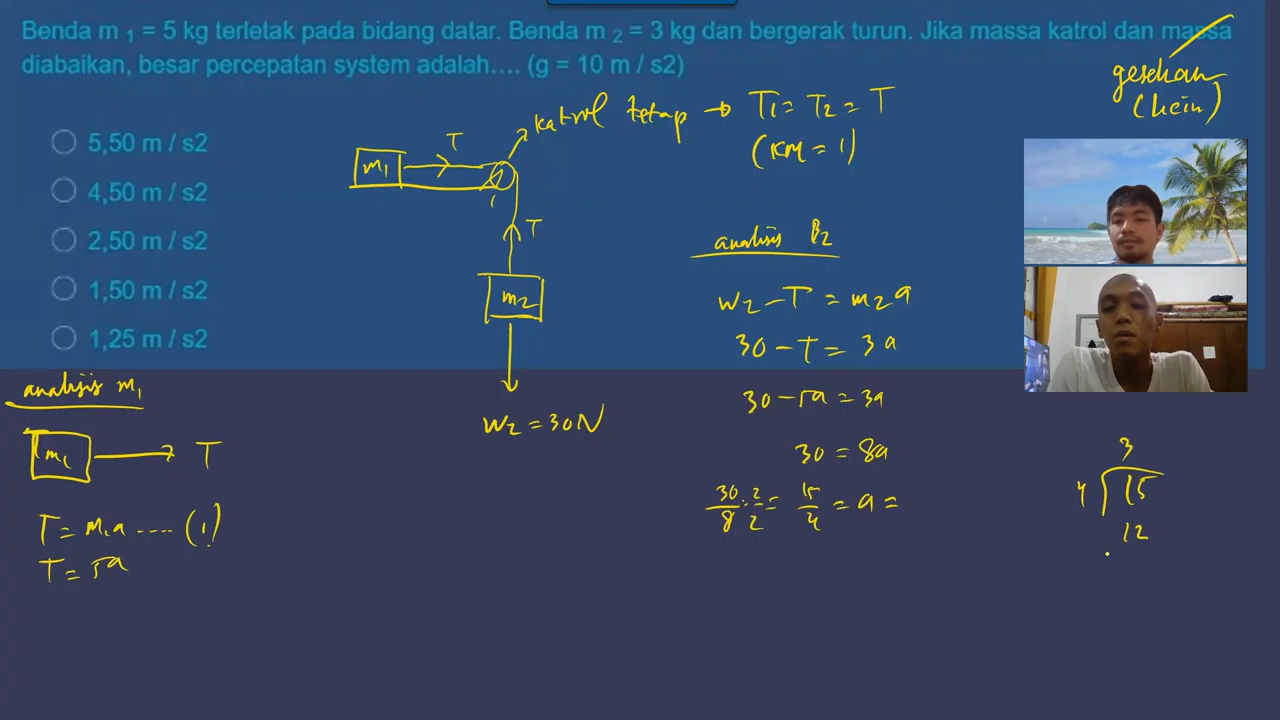 Benda m 1 = 5 kg terletak pada bidang datar. Benda m 2 = 3 kg dan bergerak turun. Jika massa katrol dan massa
diabaikan, besar percepatan system adalah…. (g = 10 m / s2)
gesekan
(licin)
5,50 m / s2
4,50 m / s2
2,50 m / s2
1,50 m / s2
1,25 m / s2
katrol tetap → T1 = T2 = T
(KM = 1)
m1
T
T
m2
W2 = 30N
analisis m1
m1
T
T = m1a .... (1)
T = 5a
analisis B2
W2 - T = m2a
30 - T = 3a
30 - 5a = 3a
30 = 8a
30/8 : 2/2 = 15/4 = a =
3
4 15
12